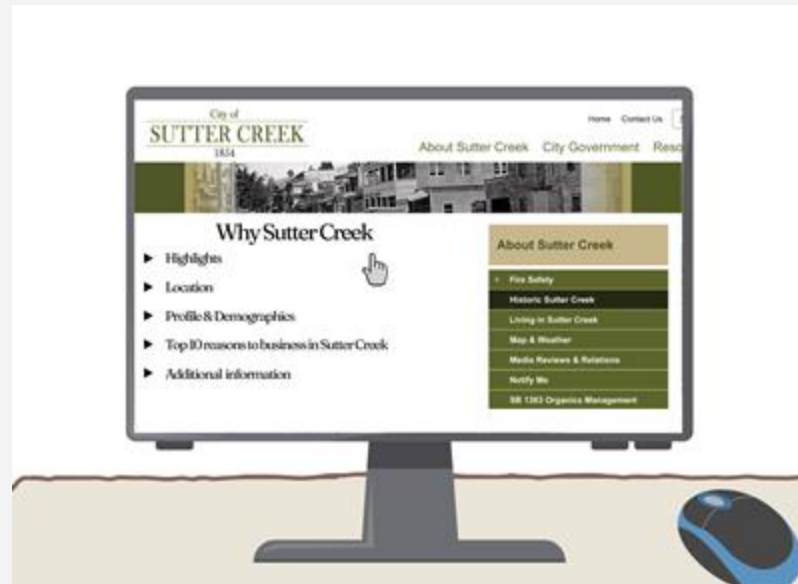 City of
SUTTER CREEK
1854
Home Contact Us
About Sutter Creek City Government
Why Sutter Creek
Highlights
Location
Profile & Demographics
Top 10 reasons to business in Sutter Creek
Additional information
About Sutter Creek
Fire Safety
Historic Sutter Creek
Living in Sutter Creek
Map & Weather
Media Reviews & Relations
Notify Me
SB 1383 Organics Management